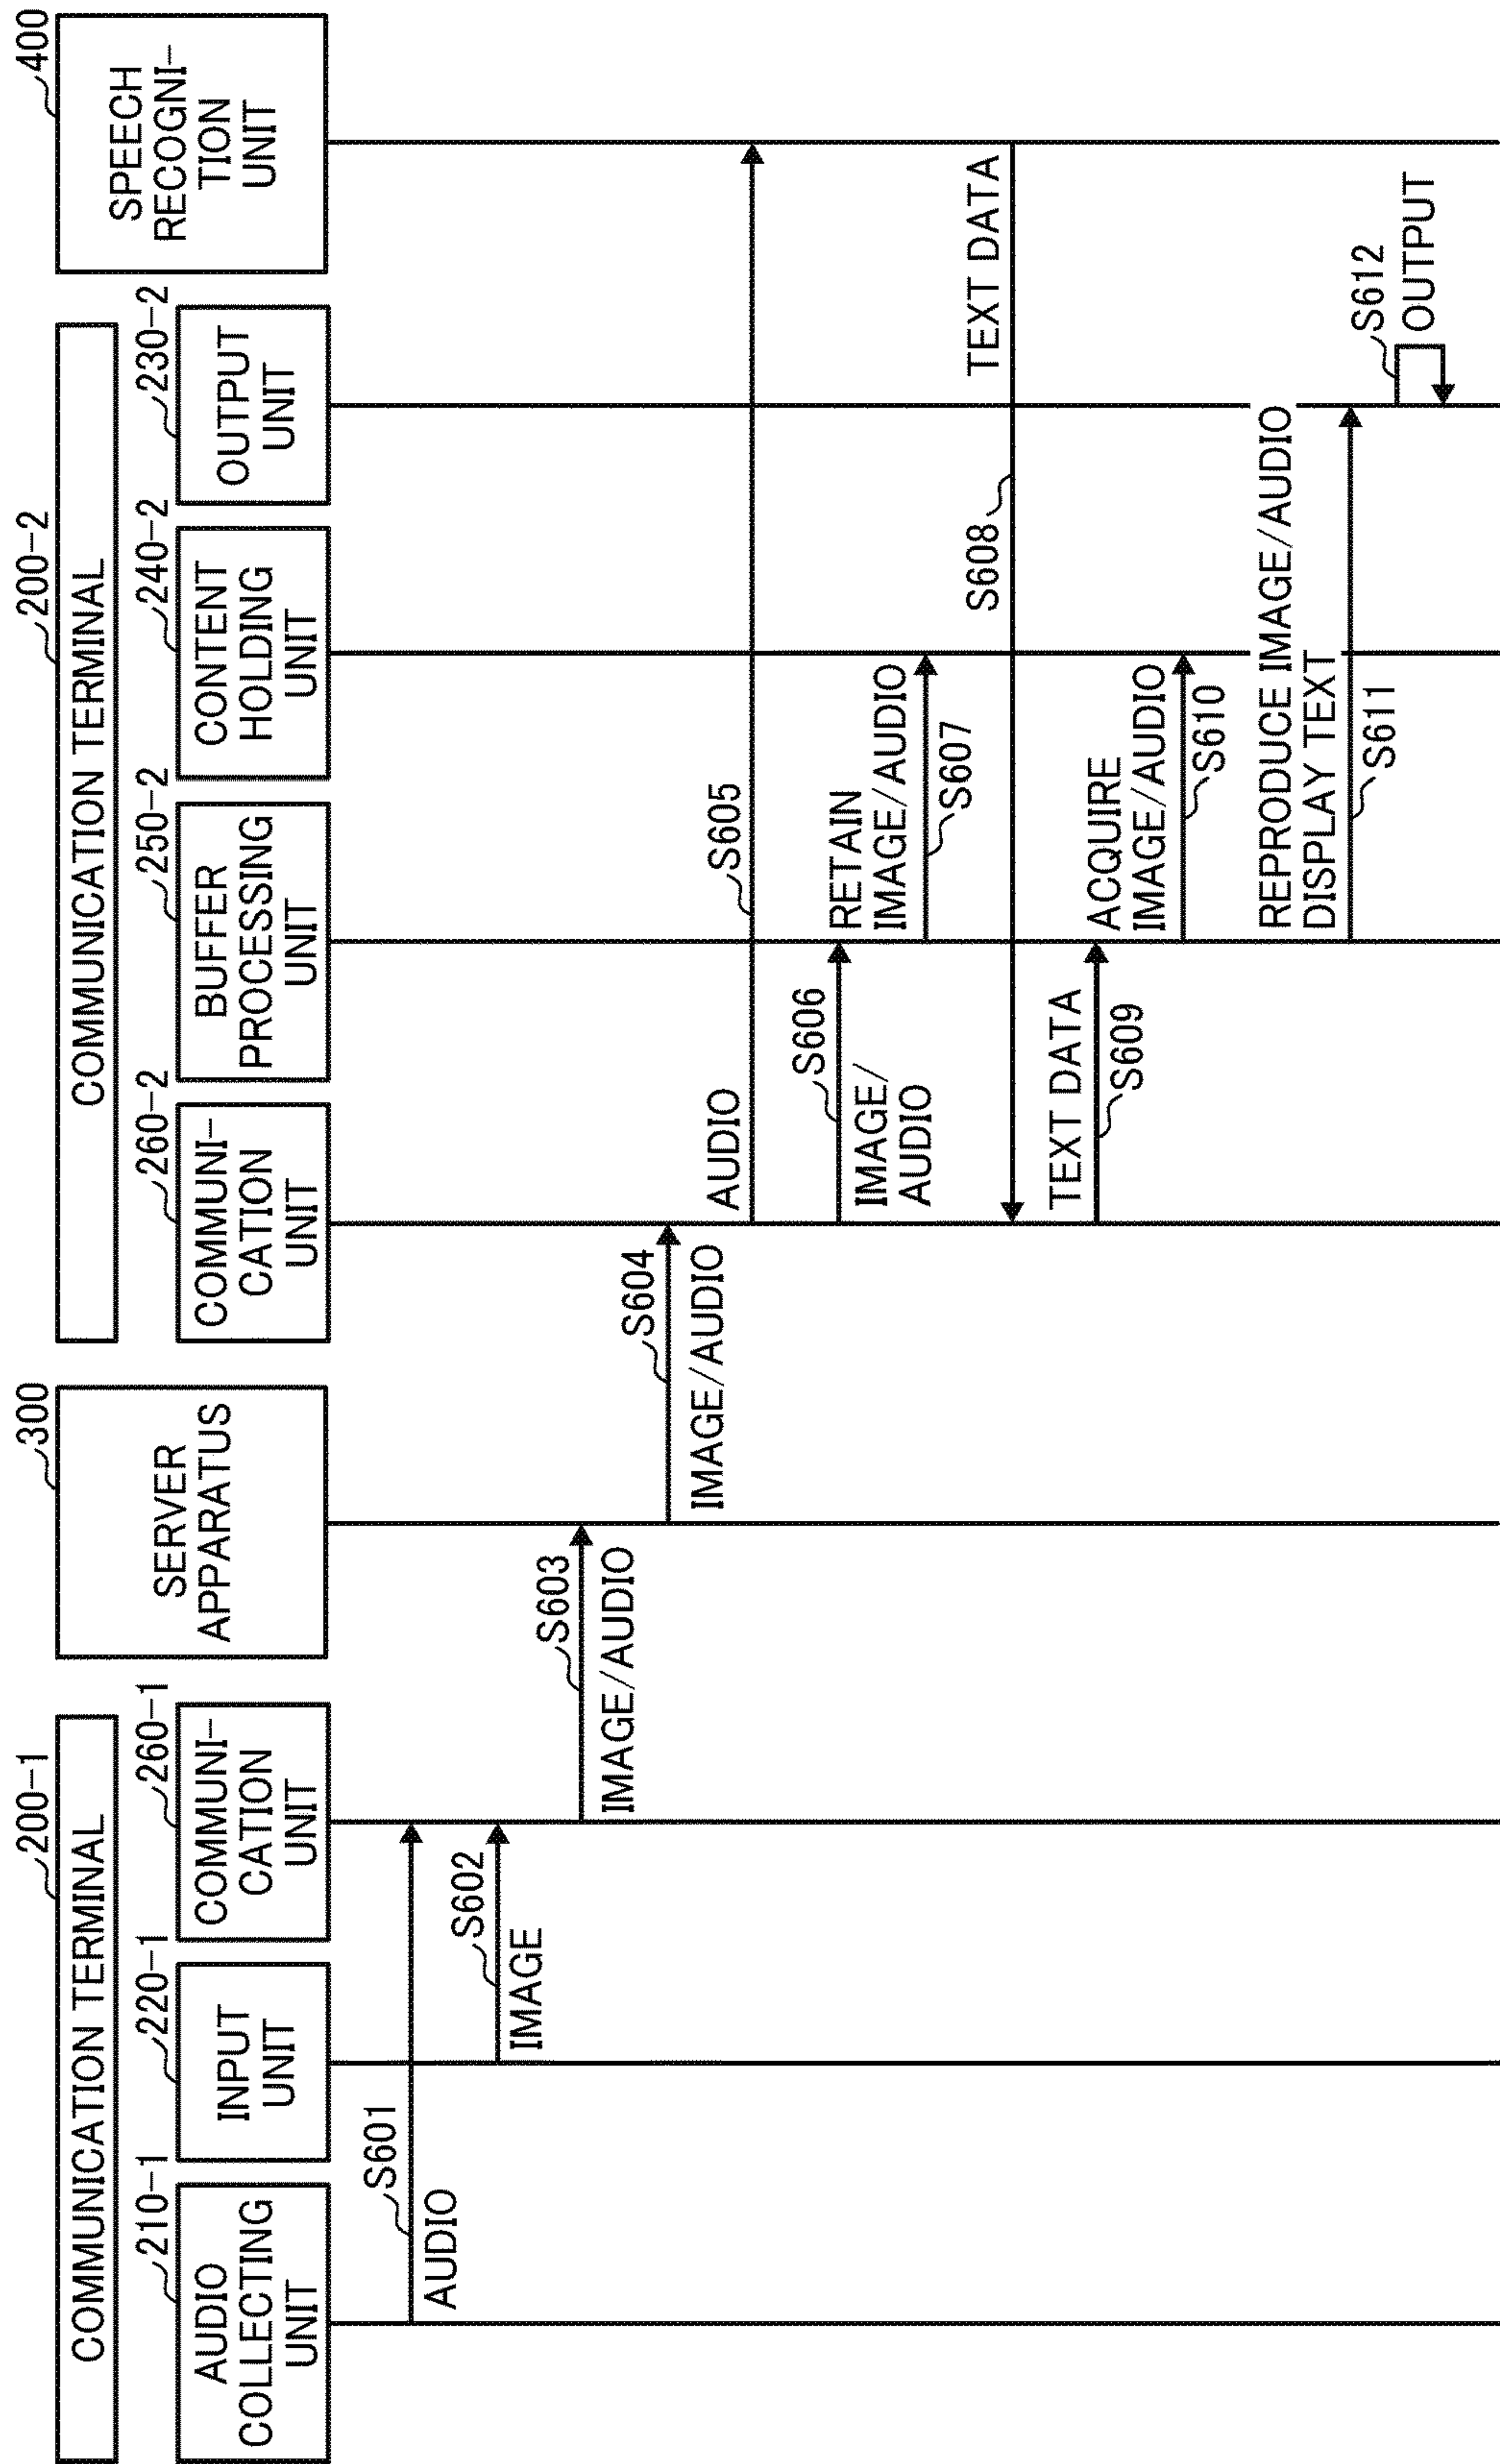 200-1
COMMUNICATION TERMINAL
210-1
AUDIO
COLLECTING
UNIT
220-1
INPUT
UNIT
260-1
COMMUNI-
CATION
UNIT
300
SERVER
APPARATUS
200-2
COMMUNICATION TERMINAL
260-2
COMMUNI-
CATION
UNIT
250-2
BUFFER
PROCESSING
UNIT
240-2
CONTENT
HOLDING
UNIT
230-2
OUTPUT
UNIT
400
SPEECH
RECOGNI-
TION
UNIT
S601
AUDIO
S602
IMAGE
S603
IMAGE/AUDIO
S604
IMAGE/AUDIO
AUDIO
S605
S606
IMAGE/
AUDIO
RETAIN
IMAGE/AUDIO
S607
S608
TEXT DATA
TEXT DATA
S609
ACQUIRE
IMAGE/AUDIO
S610
REPRODUCE IMAGE/AUDIO
DISPLAY TEXT
S611
S612
OUTPUT